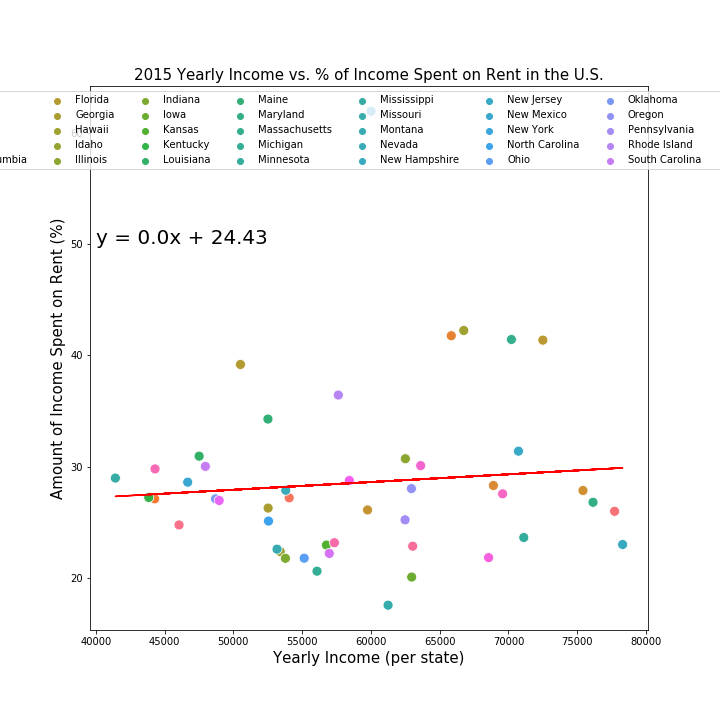 2015 Yearly Income vs. % of Income Spent on Rent in the U.S.
Florida Indiana Maine Mississippi New Jersey Oklahoma
Georgia Iowa Maryland Missouri New Mexico Oregon
Hawaii Kansas Massachusetts Montana New York Pennsylvania
Idaho Kentucky Michigan Nevada North Carolina Rhode Island
umbia Illinois Louisiana Minnesota New Hampshire Ohio South Carolina
60
50
40
30
20
y = 0.0x + 24.43
Amount of Income Spent on Rent (%)
40000 45000 50000 55000 60000 65000 70000 75000 80000
Yearly Income (per state)